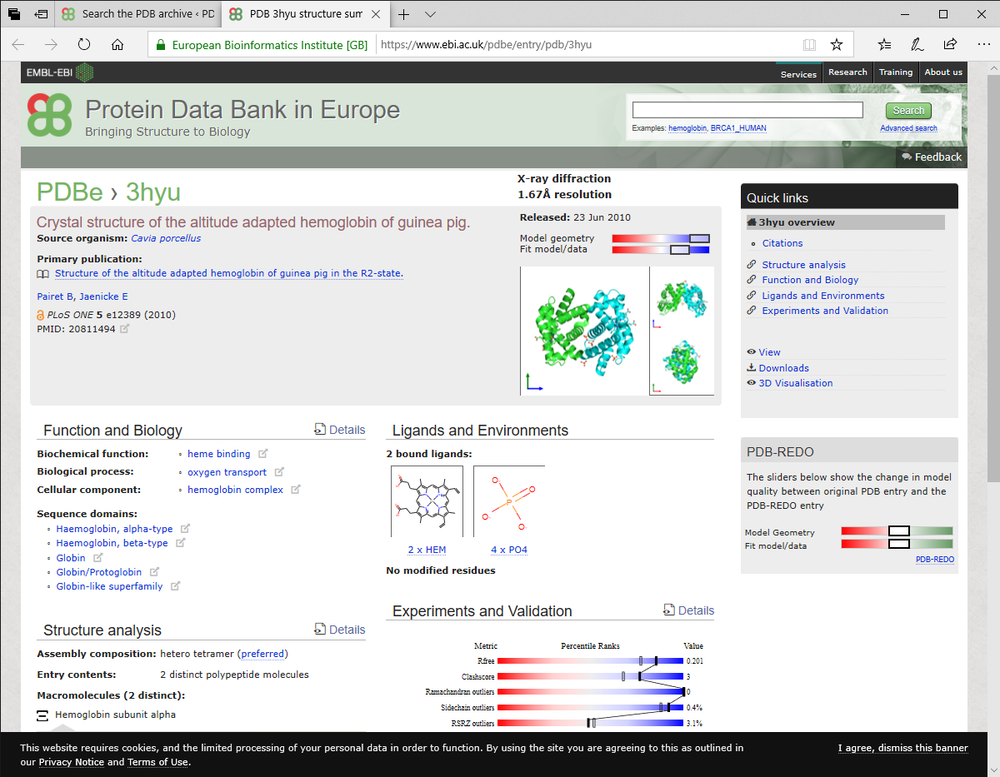 Search the PDB archive ‹ PD
PDB 3hyu structure sum
European Bioinformatics Institute [GB]
https://www.ebi.ac.uk/pdbe/entry/pdb/3hyu
EMBL-EBI
Services
Research
Training
About us
Protein Data Bank in Europe
Bringing Structure to Biology
Search
Examples: hemoglobin, BRCA1_HUMAN
Advanced search
Feedback
PDBe › 3hyu
X-ray diffraction
1.67Å resolution
Crystal structure of the altitude adapted hemoglobin of guinea pig.
Source organism: Cavia porcellus
Primary publication:
Structure of the altitude adapted hemoglobin of guinea pig in the R2-state.
Pairet B, Jaenicke E
PLoS ONE 5 e12389 (2010)
PMID: 20811494
Released: 23 Jun 2010
Model geometry
Fit model/data
Quick links
3hyu overview
Citations
Structure analysis
Function and Biology
Ligands and Environments
Experiments and Validation
View
Downloads
3D Visualisation
PDB-REDO
The sliders below show the change in model
quality between original PDB entry and the
PDB-REDO entry
Model Geometry
Fit model/data
PDB-REDO
Function and Biology
Details
Biochemical function:
heme binding
Biological process:
oxygen transport
Cellular component:
hemoglobin complex
Sequence domains:
Haemoglobin, alpha-type
Haemoglobin, beta-type
Globin
Globin/Protoglobin
Globin-like superfamily
Structure analysis
Details
Assembly composition: hetero tetramer (preferred)
Entry contents: 2 distinct polypeptide molecules
Macromolecules (2 distinct):
Hemoglobin subunit alpha
Ligands and Environments
2 bound ligands:
2 x HEM
4 x PO4
No modified residues
Experiments and Validation
Details
Metric Percentile Ranks Value
Rfree 0.201
Clashscore 3
Ramachandran outliers 0
Sidechain outliers 0.4%
RSRZ outliers 3.1%
This website requires cookies, and the limited processing of your personal data in order to function. By using the site you are agreeing to this as outlined in
our Privacy Notice and Terms of Use.
I agree, dismiss this banner